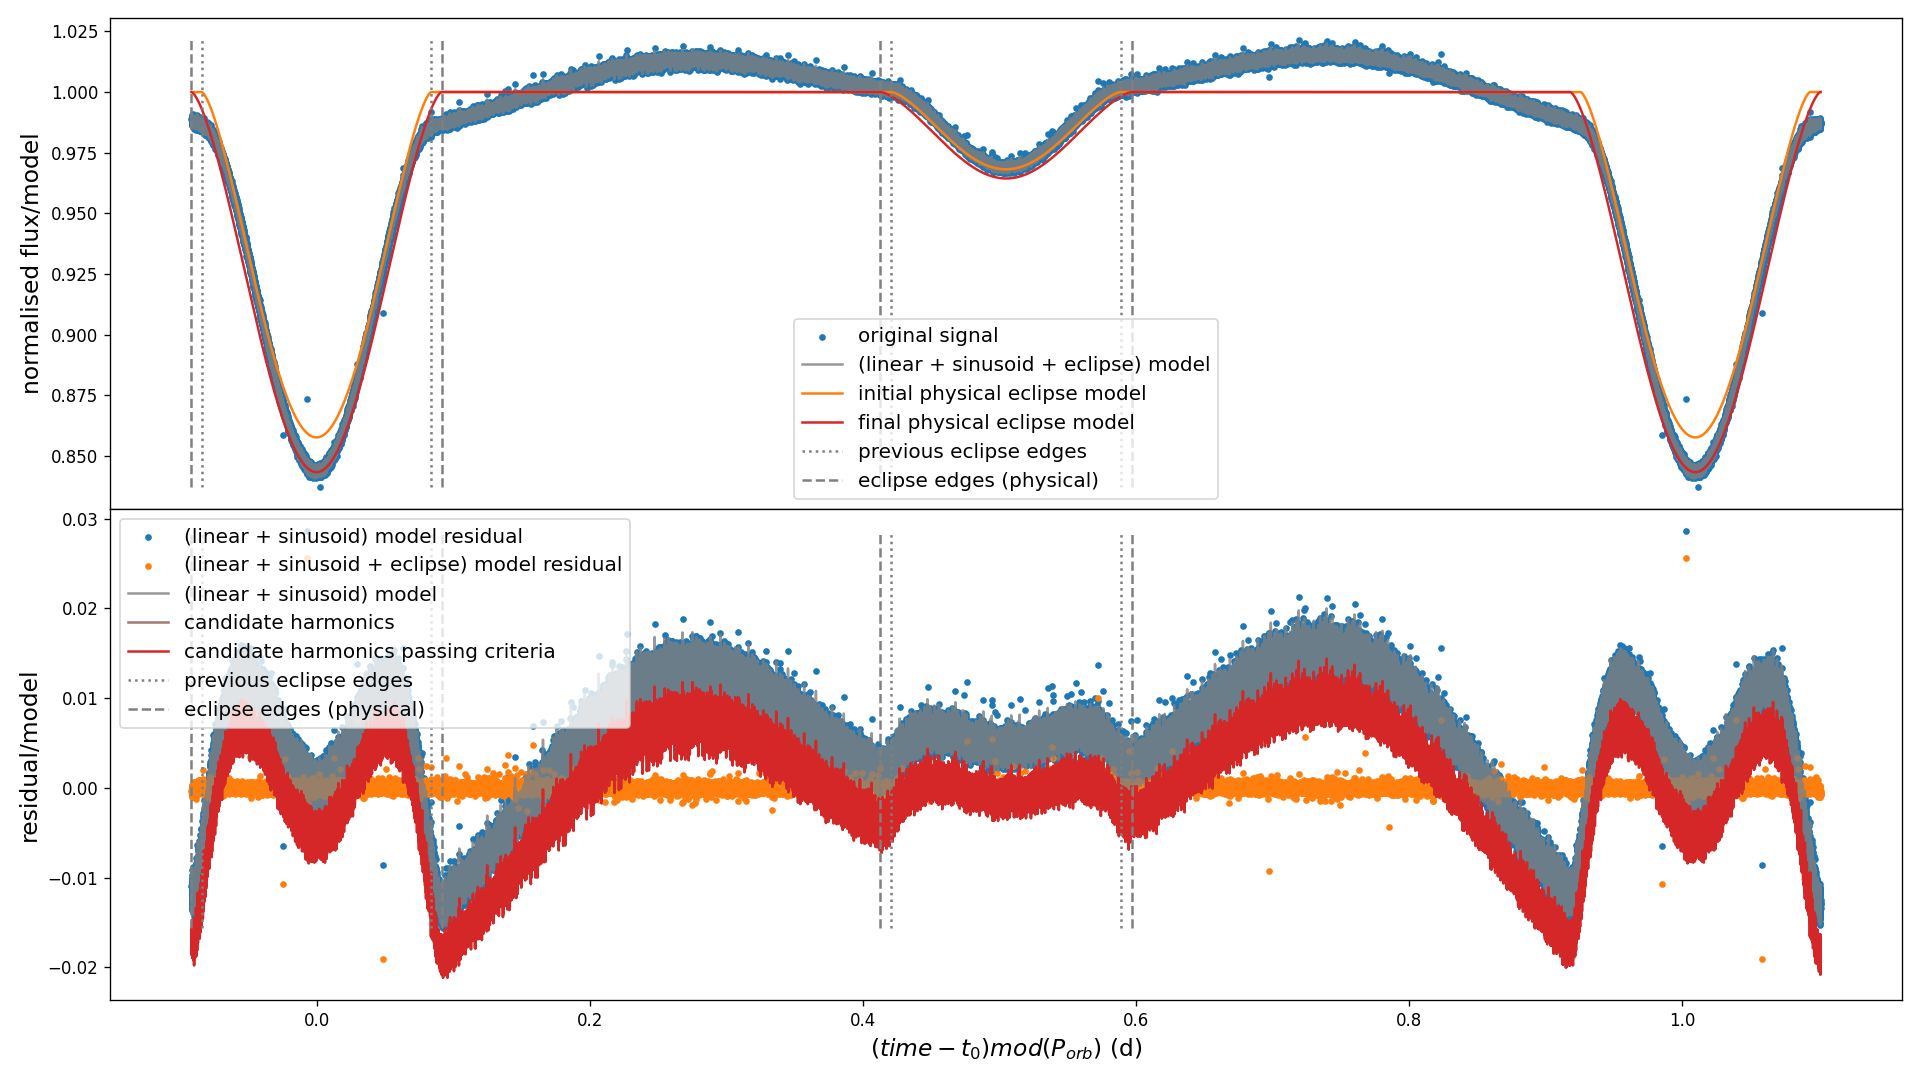 1.025
1.000
0.975
0.950
0.925
0.900
0.875
0.850
normalised flux/model
original signal
(linear + sinusoid + eclipse) model
initial physical eclipse model
final physical eclipse model
previous eclipse edges
eclipse edges (physical)
0.03
0.02
0.01
0.00
−0.01
−0.02
residual/model
(linear + sinusoid) model residual
(linear + sinusoid + eclipse) model residual
(linear + sinusoid) model
candidate harmonics
candidate harmonics passing criteria
previous eclipse edges
eclipse edges (physical)
0.0 0.2 0.4 0.6 0.8 1.0
(time − t₀)mod(Pₒᵣb) (d)